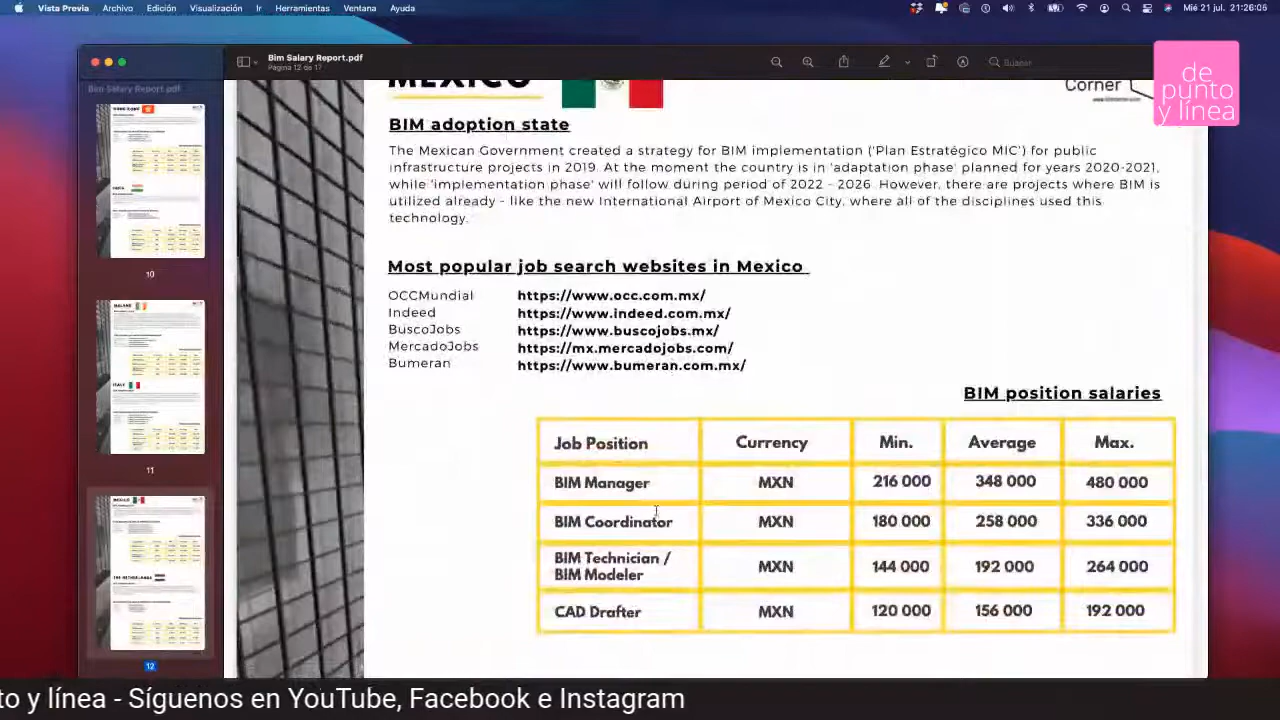 Vista Previa Archivo Edición Visualización Ir Herramientas Ventana Ayuda Mié 21 jul. 21:26:05
Bim Salary Report.pdf
Página 12 de 17
Buscar
de
punto
y línea
Bim Salary Report.pdf
10
11
12
MEXICO
Corner
BIM adoption state
The Mexican Government created a strategy for BIM implementation ('Plan Estratégico MIC') for public
infrastructure projects in 2019. At the moment the country is in 'adaptation phase' planned for years 2020-2021,
while 'implementation phase' will follow during period of 2022 - 2026. However, there are projects where BIM is
utilized already - like the new International Airport of Mexico City, where all of the disciplines used this
technology.
Most popular job search websites in Mexico
OCCMundial https://www.occ.com.mx/
Indeed https://www.indeed.com.mx/
BuscoJobs https://www.buscojobs.mx/
MercadoJobs https://mx.mercadojobs.com/
Bumeran https://www.bumeran.com.mx/
BIM position salaries
Job Position Currency Min. Average Max.
BIM Manager MXN 216 000 348 000 480 000
BIM Coordinator MXN 180 000 258 000 336 000
BIM Technician /
BIM Modeler MXN 144 000 192 000 264 000
CAD Drafter MXN 120 000 156 000 192 000
to y línea - Síguenos en YouTube, Facebook e Instagram